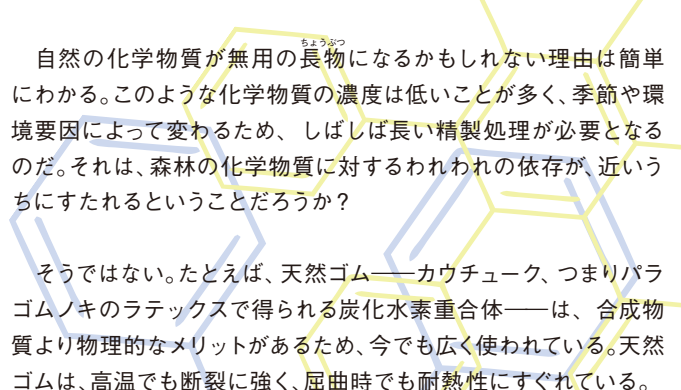 自然の化学物質が無用の長物になるかもしれない理由は簡単
ちょうぶつ
にわかる。このような化学物質の濃度は低いことが多く、季節や環
境要因によって変わるため、しばしば長い精製処理が必要となる
のだ。それは、森林の化学物質に対するわれわれの依存が、近いう
ちにすたれるということだろうか？
そうではない。たとえば、天然ゴム――カウチューク、つまりパラ
ゴムノキのラテックスで得られる炭化水素重合体――は、合成物
質より物理的なメリットがあるため、今でも広く使われている。天然
ゴムは、高温でも断裂に強く、屈曲時でも耐熱性にすぐれている。